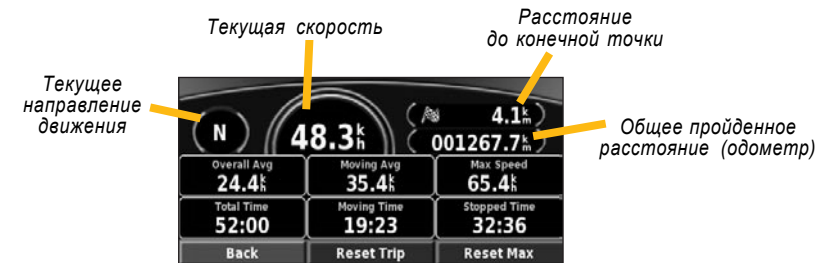 Текущая скорость
Расстояние
до конечной точки
Текущее
направление
движения
Общее пройденное
расстояние (одометр)
N
48.3 k/h
4.1 k/m
001267.7 k/m
Overall Avg
24.4 k/h
Moving Avg
35.4 k/h
Max Speed
65.4 k/h
Total Time
52:00
Moving Time
19:23
Stopped Time
32:36
Back
Reset Trip
Reset Max